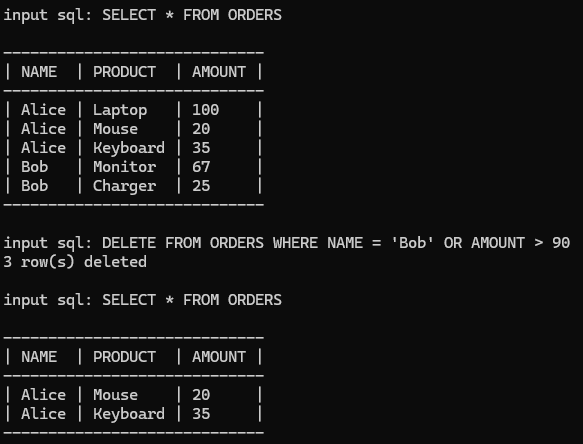 input sql: SELECT * FROM ORDERS
-----------------------------
| NAME  | PRODUCT  | AMOUNT |
-----------------------------
| Alice | Laptop   | 100    |
| Alice | Mouse    | 20     |
| Alice | Keyboard | 35     |
| Bob   | Monitor  | 67     |
| Bob   | Charger  | 25     |
-----------------------------
input sql: DELETE FROM ORDERS WHERE NAME = 'Bob' OR AMOUNT > 90
3 row(s) deleted
input sql: SELECT * FROM ORDERS
-----------------------------
| NAME  | PRODUCT  | AMOUNT |
-----------------------------
| Alice | Mouse    | 20     |
| Alice | Keyboard | 35     |
-----------------------------